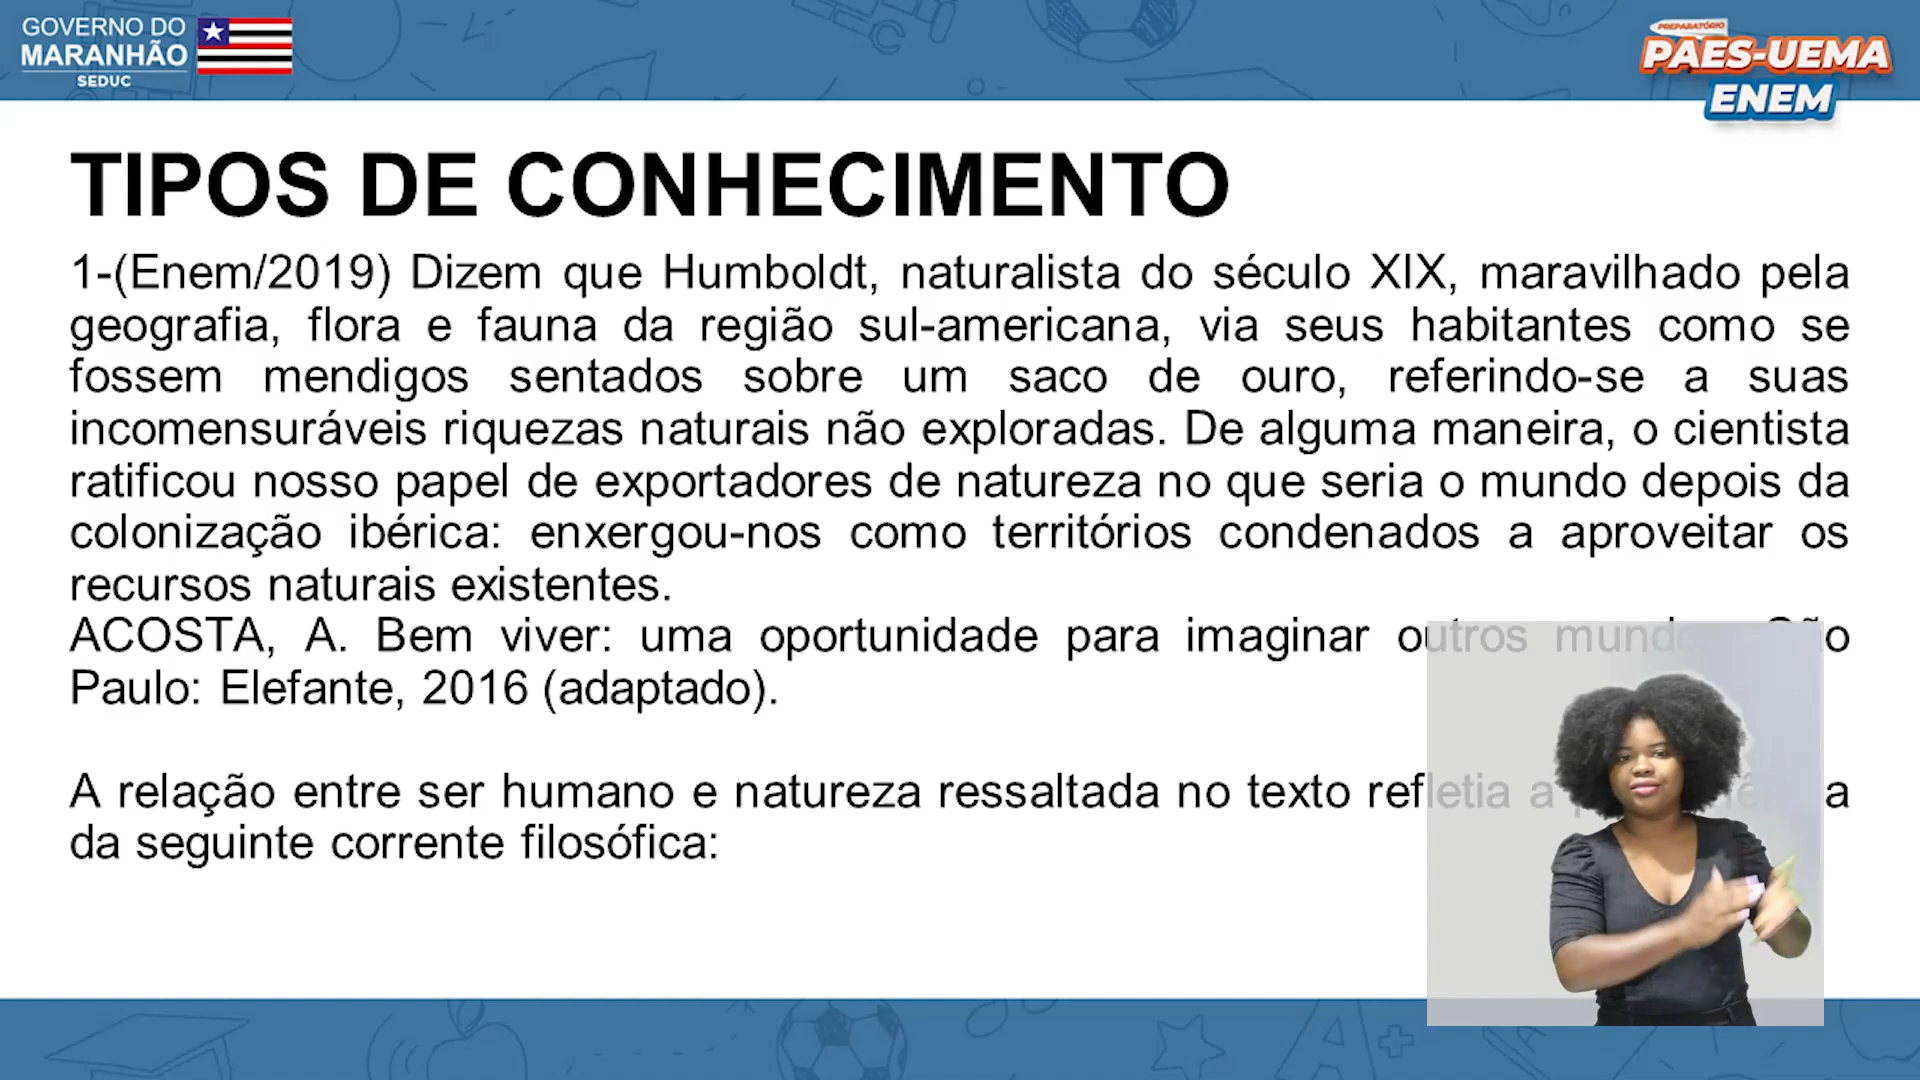 GOVERNO DO
MARANHÃO
SEDUC
PREPARATÓRIO
PAES-UEMA
ENEM
TIPOS DE CONHECIMENTO
1-(Enem/2019) Dizem que Humboldt, naturalista do século XIX, maravilhado pela
geografia, flora e fauna da região sul-americana, via seus habitantes como se
fossem mendigos sentados sobre um saco de ouro, referindo-se a suas
incomensuráveis riquezas naturais não exploradas. De alguma maneira, o cientista
ratificou nosso papel de exportadores de natureza no que seria o mundo depois da
colonização ibérica: enxergou-nos como territórios condenados a aproveitar os
recursos naturais existentes.
ACOSTA, A. Bem viver: uma oportunidade para imaginar outros São
Paulo: Elefante, 2016 (adaptado).
A relação entre ser humano e natureza ressaltada no texto refletia a
da seguinte corrente filosófica: